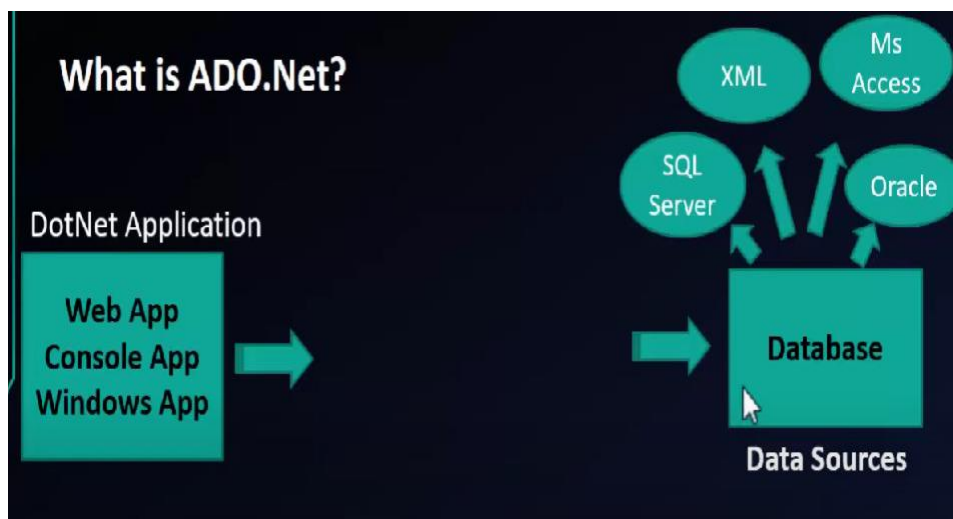 What is ADO.Net?
XML
Ms
Access
SQL
Server
Oracle
DotNet Application
Web App
Console App
Windows App
Database
Data Sources